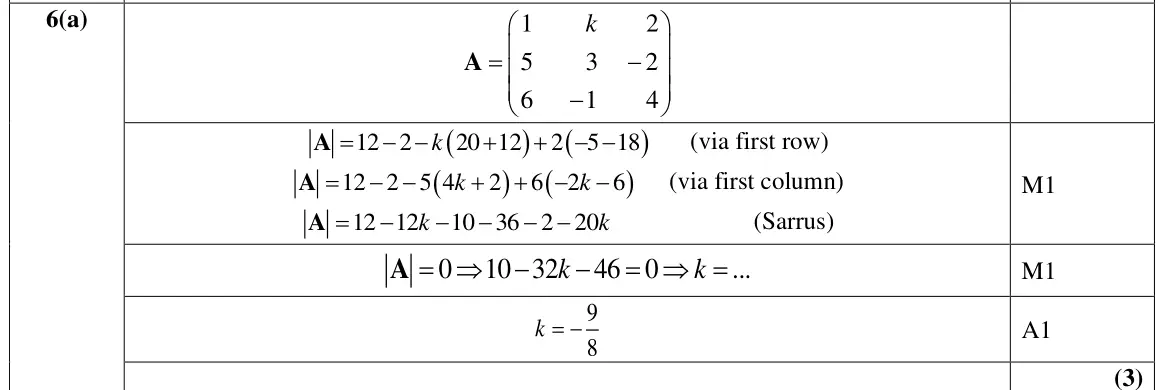 6(a)
A = ( 1 k 2
5 3 −2
6 −1 4 )
|A| = 12 − 2 − k(20 + 12) + 2(−5 − 18) (via first row)
|A| = 12 − 2 − 5(4k + 2) + 6(−2k − 6) (via first column)
|A| = 12 − 12k − 10 − 36 − 2 − 20k (Sarrus)
M1
|A| = 0 ⇒ 10 − 32k − 46 = 0 ⇒ k = ... M1
k = −9/8 A1
(3)